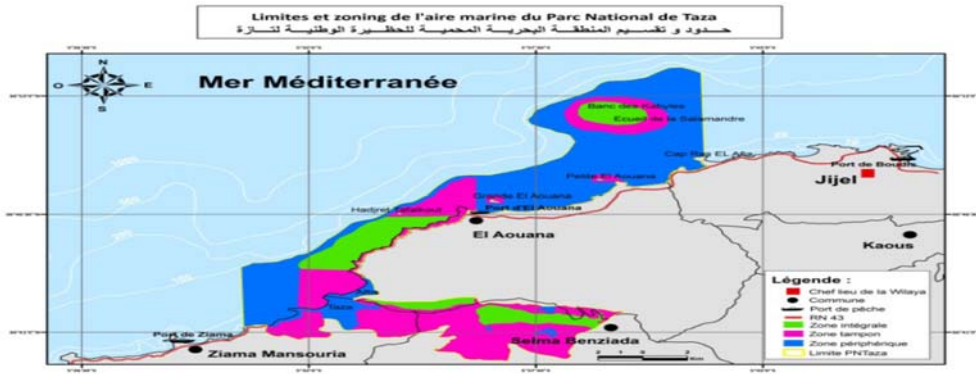 Limites et zoning de l'aire marine du Parc National de Taza
حدود و تقسيم المنطقة البحرية المحمية للحظيرة الوطنية لتازة
N
O E
S
Mer Méditerranée
Banc des Kabyles
Ecueil de la Salamandre
Cap Ras EL Afia
Port de Boudis
Jijel
Petite El Aouana
Grande El Aouana
Hadjret Tafalkout
Port d'El Aouana
El Aouana
Kaous
Taza
Port de Ziama
Ziama Mansouria
Selma Benziada
Légende :
Chef lieu de la Wilaya
Commune
Port de pêche
RN 43
Zone intégrale
Zone tampon
Zone périphérique
Limite PNTaza
Km